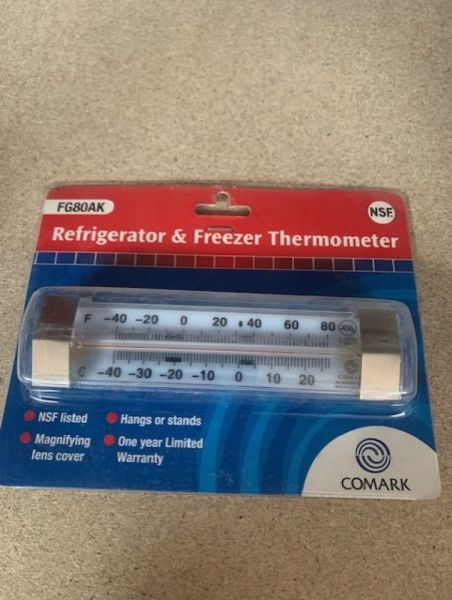 FG80AK
NSF
Refrigerator & Freezer Thermometer
F -40 -20 0 20 40 60 80
C -40 -30 -20 -10 0 10 20
NSF listed
Magnifying
lens cover
Hangs or stands
One year Limited
Warranty
COMARK